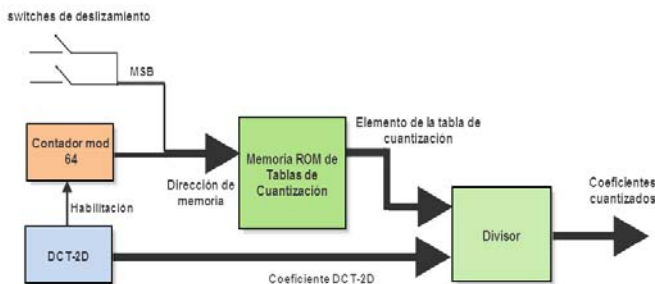 switches de deslizamiento
MSB
Elemento de la tabla de
cuantización
Contador mod
64
Memoria ROM de
Tablas de
Cuantización
Dirección de
memoria
Coeficientes
cuantizados
Habilitación
Divisor
DCT-2D
Coeficiente DCT-2D